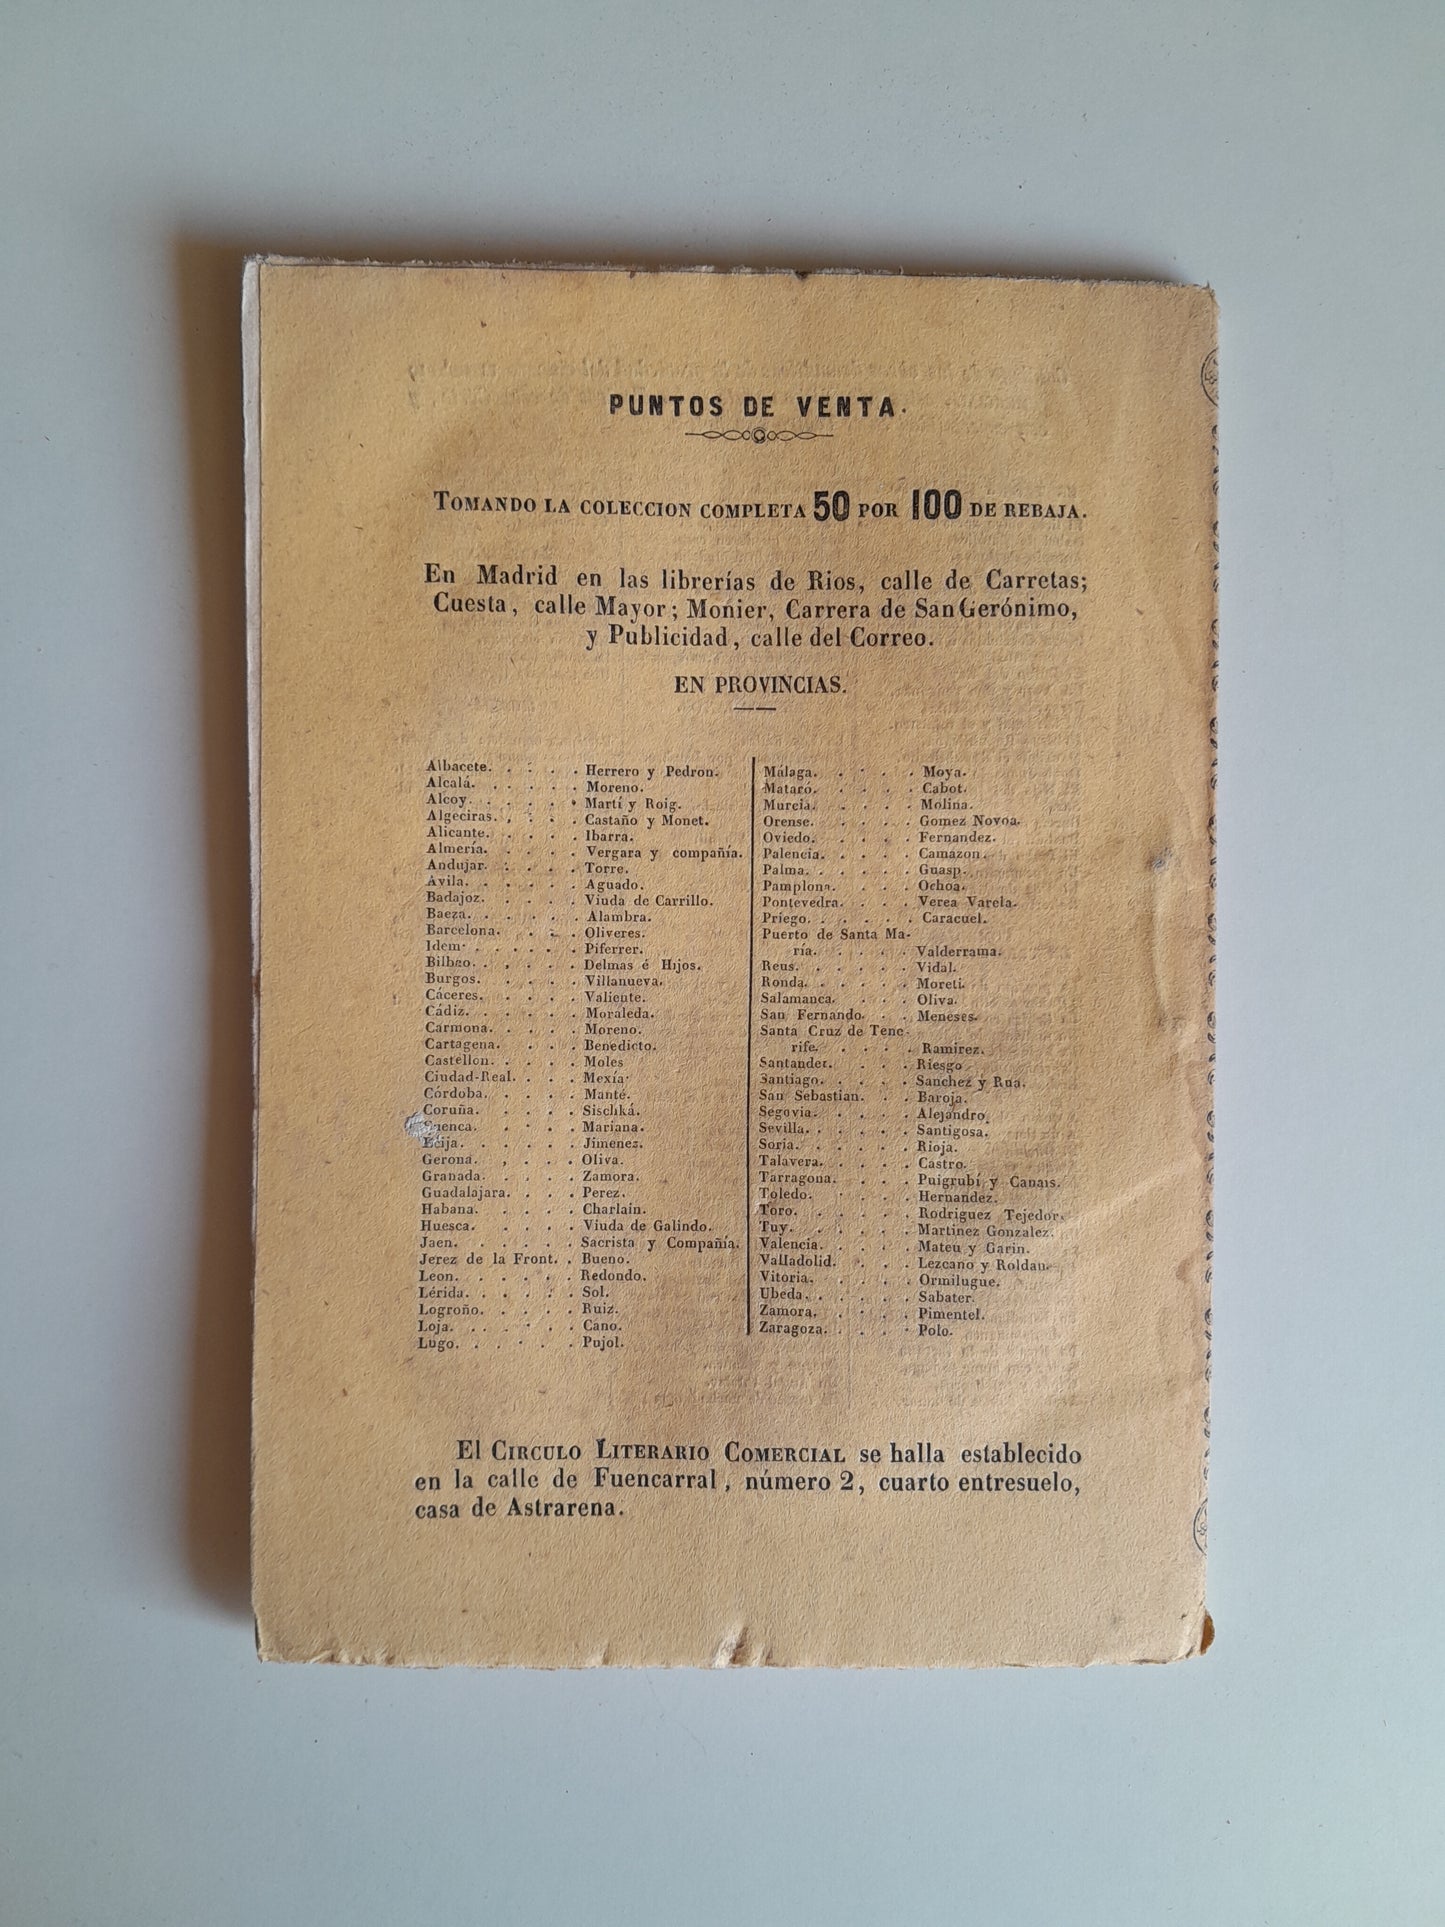 PUNTOS DE VENTA.
TOMANDO LA COLECCION COMPLETA 50 POR 100 DE REBAJA.
En Madrid en las librerías de Rios, calle de Carretas;
Cuesta, calle Mayor; Monier, Carrera de San Gerónimo,
y Publicidad, calle del Correo.
EN PROVINCIAS.
Albacete. . . . . Herrero y Pedron.
Alcalá. . . . . . Moreno.
Alcoy. . . . . . Martí y Roig.
Algeciras. . . . . Castaño y Monet.
Alicante. . . . . Ibarra.
Almería. . . . . Vergara y compañía.
Andujar. . . . . Torre.
Avila. . . . . . Aguado.
Badajoz. . . . . Viuda de Carrillo.
Baeza. . . . . . Alambra.
Barcelona. . . . Oliveres.
Idem. . . . . . Piferrer.
Bilbao. . . . . . Delmas é Hijos.
Burgos. . . . . Villanueva.
Cáceres. . . . . Valiente.
Cádiz. . . . . . Moraleda.
Carmona. . . . . Moreno.
Cartagena. . . . Benedicto.
Castellon. . . . . Moles
Ciudad-Real. . . . Mexía.
Córdoba. . . . . Manté.
Coruña. . . . . Sischká.
Cuenca. . . . . Mariana.
Ecija. . . . . . Jimenez.
Gerona. . . . . Oliva.
Granada. . . . . Zamora.
Guadalajara. . . . Perez.
Habana. . . . . Charlain.
Huesca. . . . . Viuda de Galindo.
Jaen. . . . . . Sacrista y Compañía.
Jerez de la Front. . Bueno.
Leon. . . . . . Redondo.
Lérida. . . . . . Sol.
Logroño. . . . . Ruiz.
Loja. . . . . . Cano.
Lugo. . . . . . Pujol.
Málaga. . . . . Moya.
Mataró. . . . . Cabot.
Murcia. . . . . Molina.
Orense. . . . . Gomez Novoa.
Oviedo. . . . . Fernandez.
Palencia. . . . . Camazon.
Palma. . . . . . Guasp.
Pamplona. . . . Ochoa.
Pontevedra. . . . Verea Varela.
Priego. . . . . . Caracuel.
Puerto de Santa Ma-
ría. . . . . Valderrama.
Reus. . . . . . Vidal.
Ronda. . . . . . Moreti.
Salamanca. . . . Oliva.
San Fernando. . . Meneses.
Santa Cruz de Tene-
rife. . . . . Ramirez.
Santander. . . . Riesgo
Santiago. . . . . Sanchez y Rua.
San Sebastian. . . Baroja.
Segovia. . . . . Alejandro.
Sevilla. . . . . . Santigosa.
Soria. . . . . . Rioja.
Talavera. . . . . Castro.
Tarragona. . . . Puigrubí y Canais.
Toledo. . . . . Hernandez.
Toro. . . . . . Rodriguez Tejedor.
Tuy. . . . . . Martinez Gonzalez.
Valencia. . . . . Mateu y Garin.
Valladolid. . . . Lezcano y Roldan.
Vitoria. . . . . Ormilugue.
Ubeda. . . . . . Sabater.
Zamora. . . . . Pimentel.
Zaragoza. . . . . Polo.
El CIRCULO LITERARIO COMERCIAL se halla establecido
en la calle de Fuencarral, número 2, cuarto entresuelo,
casa de Astrarena.